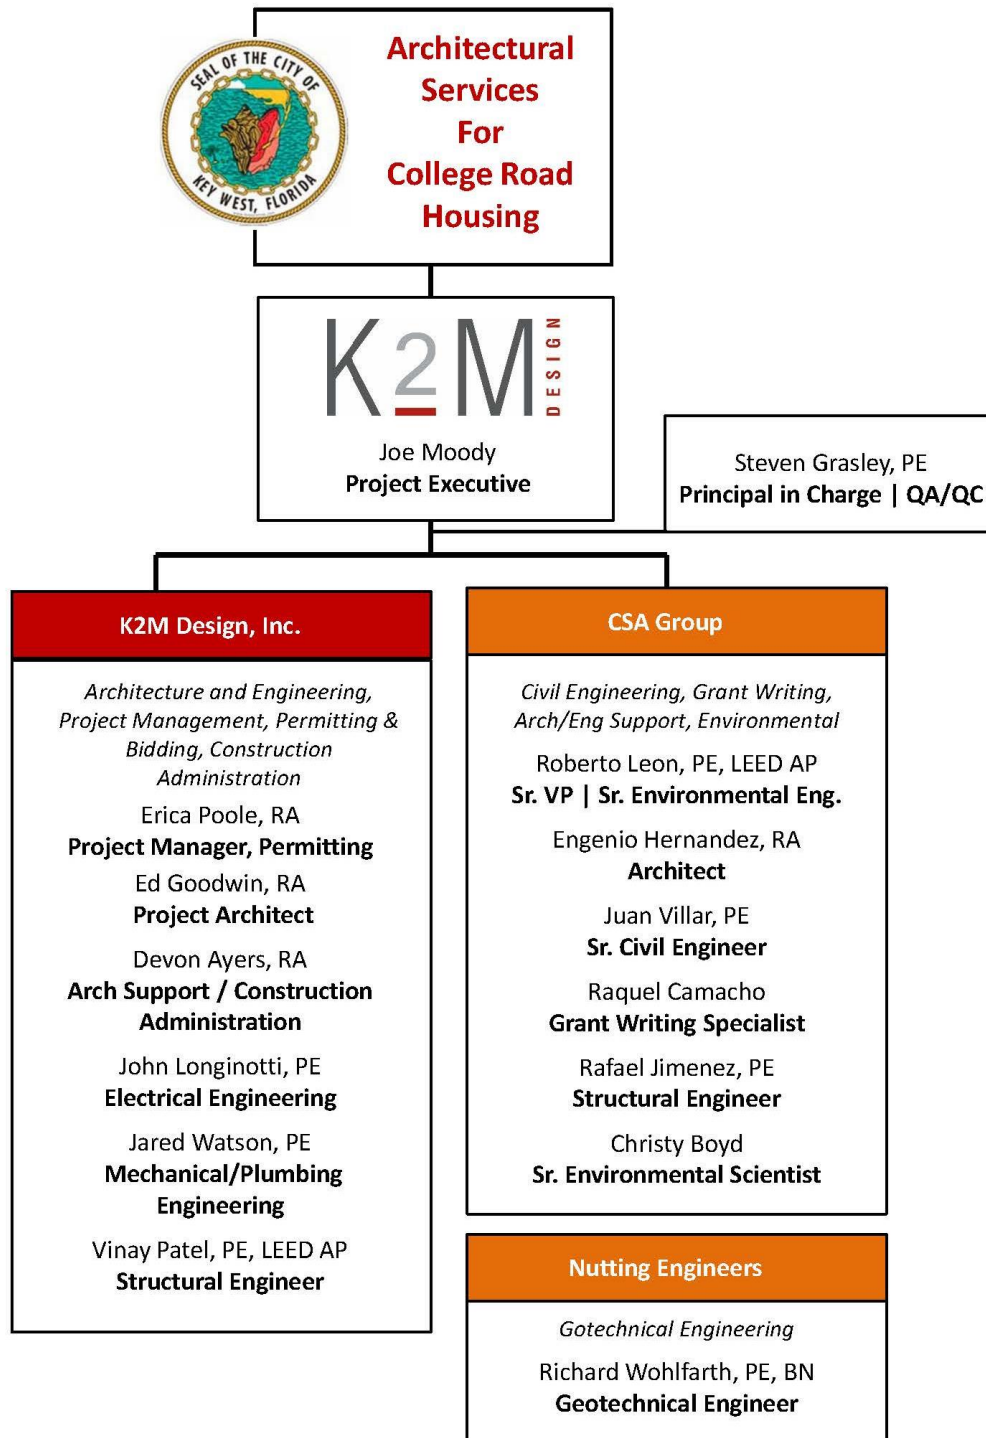 SEAL OF THE CITY OF
KEY WEST, FLORIDA
Architectural
Services
For
College Road
Housing
K2M
DESIGN
Joe Moody
Project Executive
Steven Grasley, PE
Principal in Charge | QA/QC
K2M Design, Inc.
Architecture and Engineering,
Project Management, Permitting &
Bidding, Construction
Administration
Erica Poole, RA
Project Manager, Permitting
Ed Goodwin, RA
Project Architect
Devon Ayers, RA
Arch Support / Construction
Administration
John Longinotti, PE
Electrical Engineering
Jared Watson, PE
Mechanical/Plumbing
Engineering
Vinay Patel, PE, LEED AP
Structural Engineer
CSA Group
Civil Engineering, Grant Writing,
Arch/Eng Support, Environmental
Roberto Leon, PE, LEED AP
Sr. VP | Sr. Environmental Eng.
Engenio Hernandez, RA
Architect
Juan Villar, PE
Sr. Civil Engineer
Raquel Camacho
Grant Writing Specialist
Rafael Jimenez, PE
Structural Engineer
Christy Boyd
Sr. Environmental Scientist
Nutting Engineers
Gotechnical Engineering
Richard Wohlfarth, PE, BN
Geotechnical Engineer